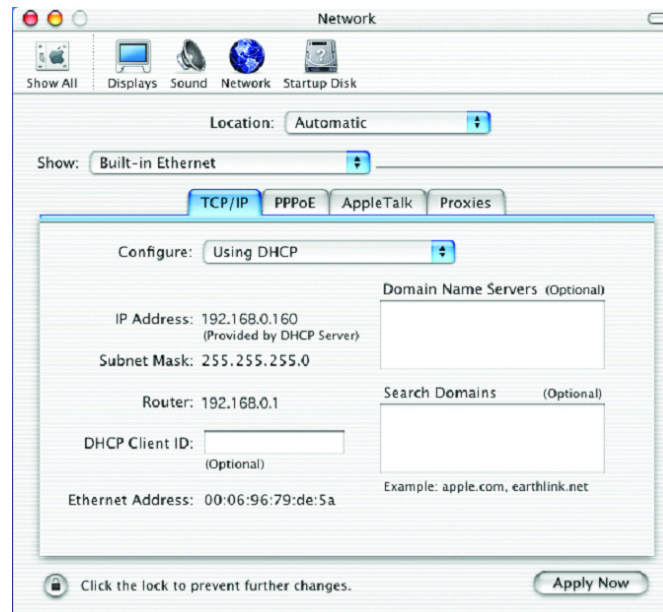 Network
Show All Displays Sound Network Startup Disk
Location: Automatic
Show: Built-in Ethernet
TCP/IP PPPoE AppleTalk Proxies
Configure: Using DHCP
Domain Name Servers (Optional)
IP Address: 192.168.0.160
(Provided by DHCP Server)
Subnet Mask: 255.255.255.0
Router: 192.168.0.1
Search Domains (Optional)
DHCP Client ID:
(Optional)
Example: apple.com, earthlink.net
Ethernet Address: 00:06:96:79:de:5a
Click the lock to prevent further changes.
Apply Now